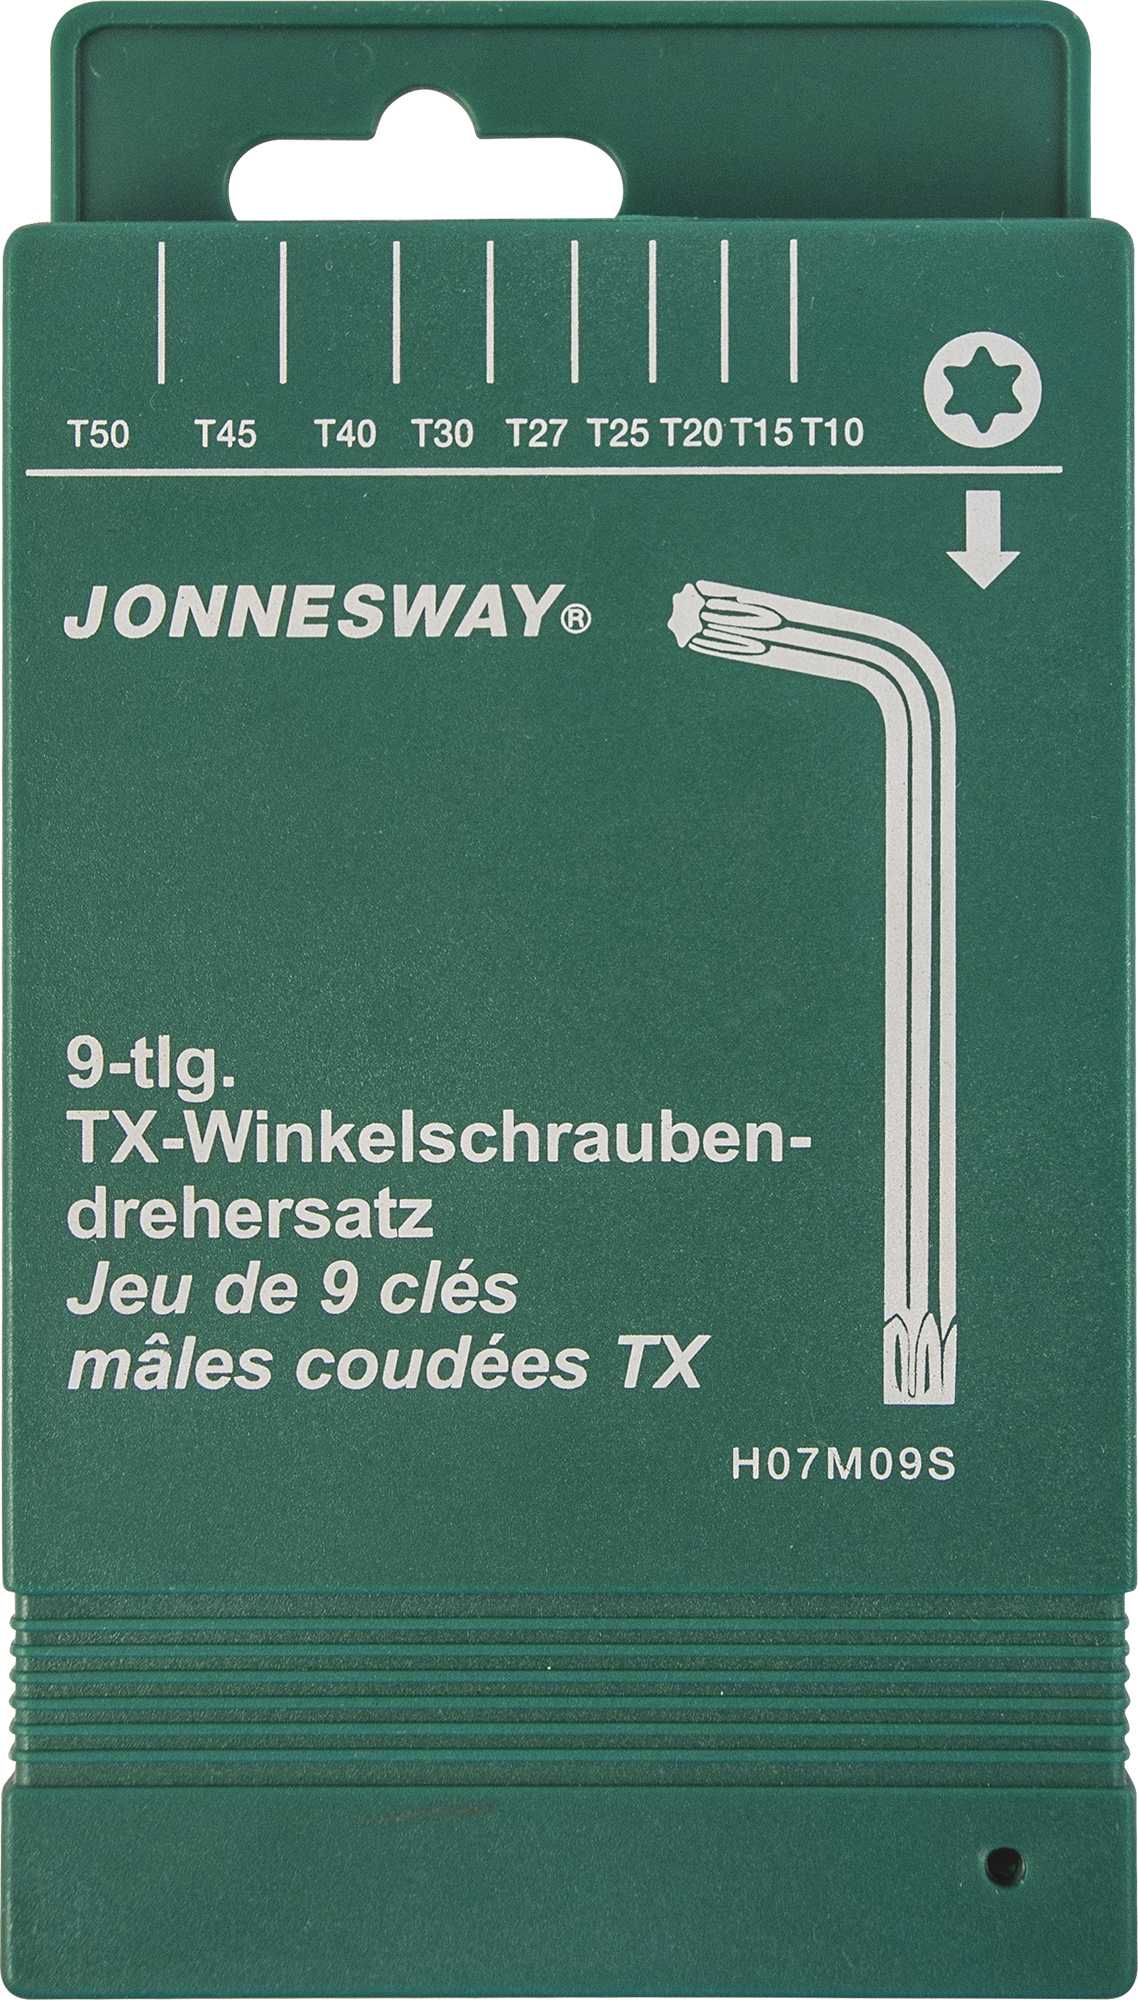 T50 T45 T40 T30 T27 T25 T20 T15 T10
JONNESWAY®
9-tlg.
TX-Winkelschrauben-
drehersatz
Jeu de 9 clés
mâles coudées TX
H07M09S